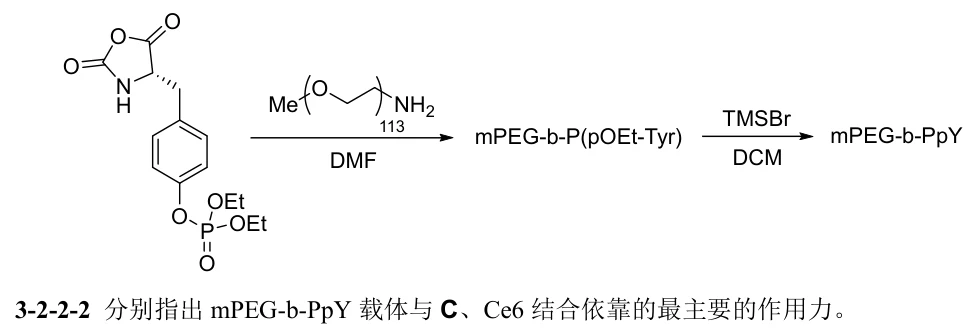 O
O
O
N
H
O
P
OEt
OEt
O
Me
O
NH2
113
DMF
mPEG-b-P(pOEt-Tyr)
TMSBr
DCM
mPEG-b-PpY
3-2-2-2 分别指出 mPEG-b-PpY 载体与 C、Ce6 结合依靠的最主要的作用力。